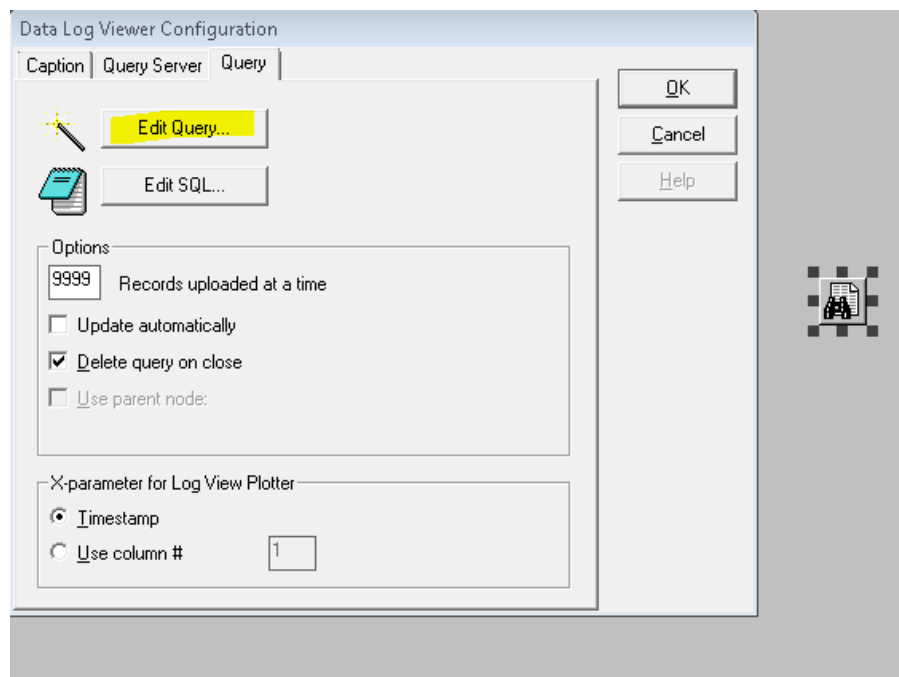 Data Log Viewer Configuration
Caption Query Server Query
OK
Edit Query...
Cancel
Edit SQL...
Help
Options
9999 Records uploaded at a time
Update automatically
Delete query on close
Use parent node:
X-parameter for Log View Plotter
Timestamp
Use column # 1